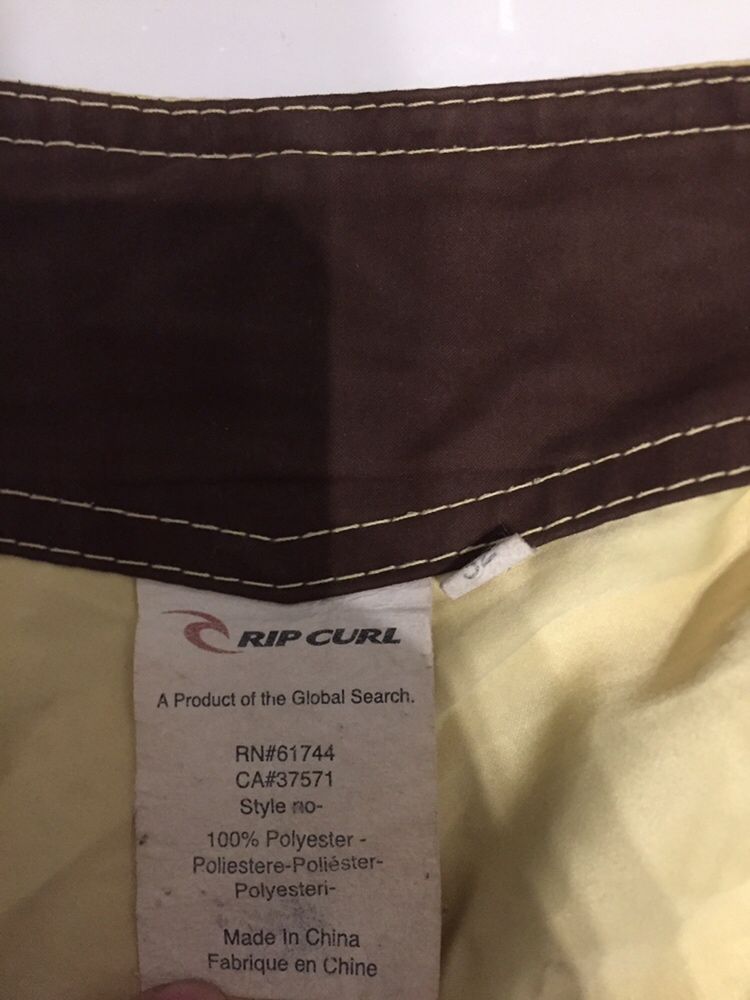 32
RIP CURL
A Product of the Global Search.
RN#61744
CA#37571
Style no-
100% Polyester -
Poliestere-Poliéster-
Polyesteri-
Made In China
Fabrique en Chine